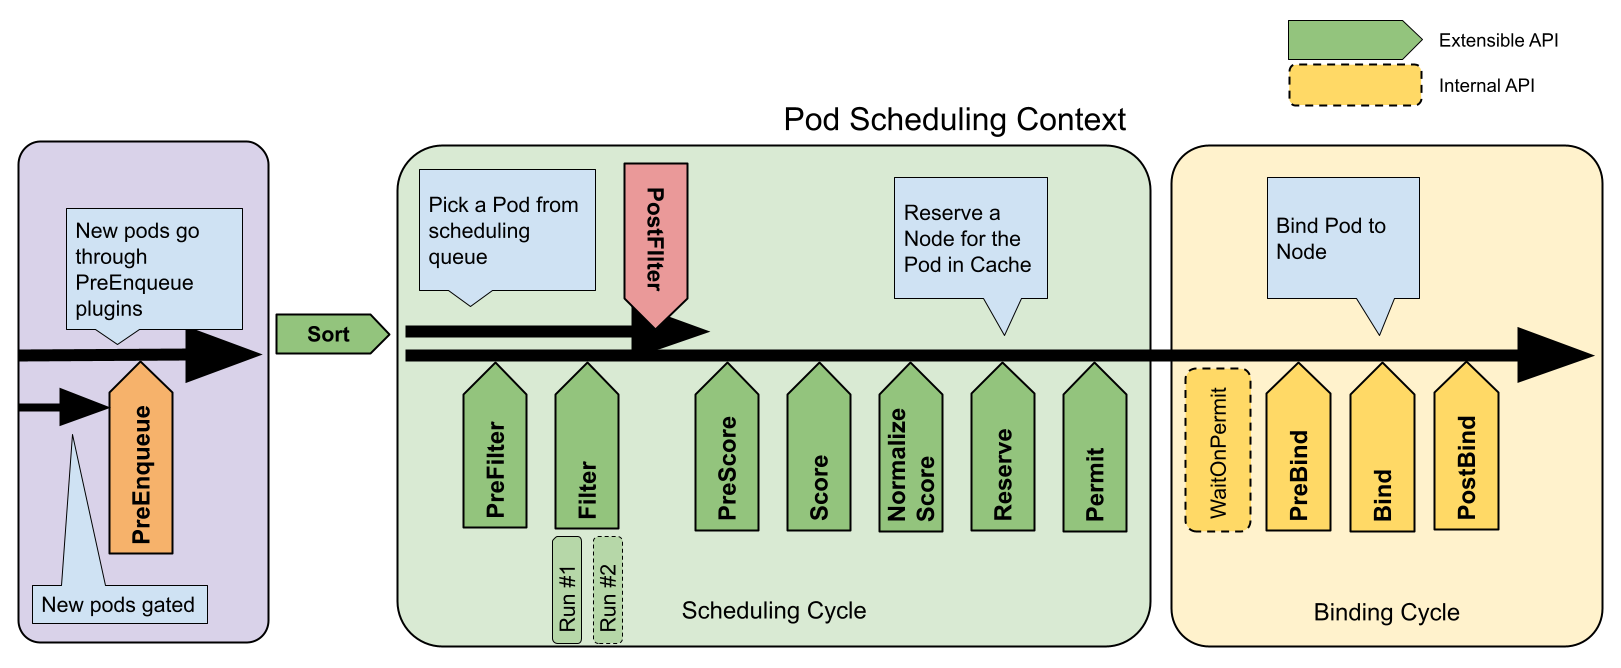 Extensible API
Internal API
Pod Scheduling Context
New pods go
through
PreEnqueue
plugins
PreEnqueue
New pods gated
Sort
Pick a Pod from
scheduling
queue
PostFIlter
Reserve a
Node for the
Pod in Cache
PreFilter
Filter
PreScore
Score
Normalize
Score
Reserve
Permit
Run #1
Run #2
Scheduling Cycle
Bind Pod to
Node
WaitOnPermit
PreBind
Bind
PostBind
Binding Cycle